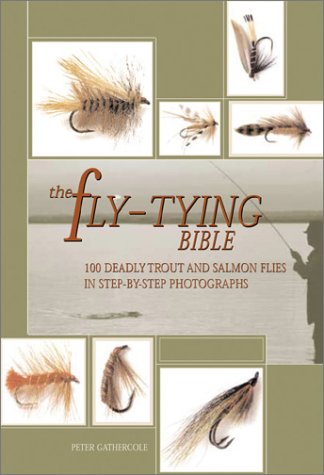 the fLY-TYING
BIBLE
100 DEADLY TROUT AND SALMON FLIES
IN STEP-BY-STEP PHOTOGRAPHS
PETER GATHERCOLE